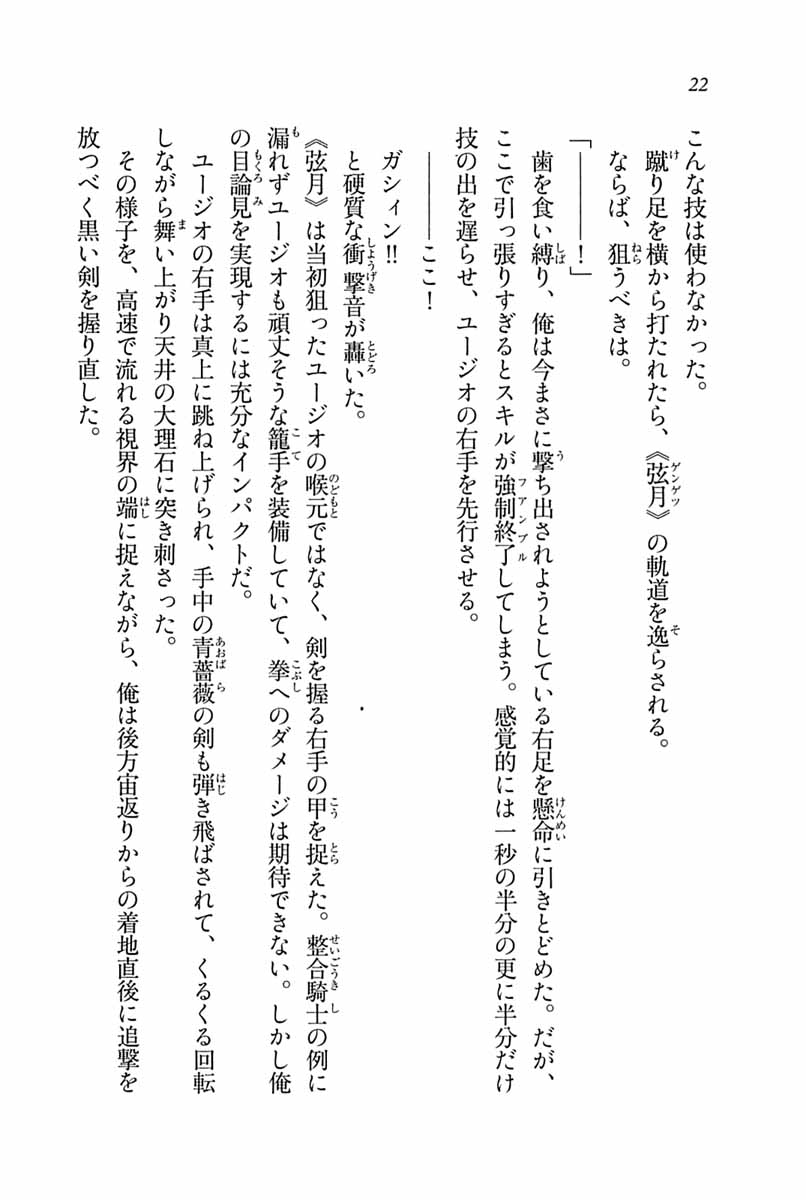 22
こんな技は使わなかった。
蹴り足を横から打たれたら、《弦月》の軌道を逸らされる。
ならば、狙うべきは。
「―――！」
歯を食い縛り、俺は今まさに撃ち出されようとしている右足を懸命に引きとどめた。だが、
ここで引っ張りすぎるとスキルが強制終了してしまう。感覚的には一秒の半分の更に半分だけ
技の出を遅らせ、ユージオの右手を先行させる。
―――ここ！
ガシィン!!
と硬質な衝撃音が轟いた。
《弦月》は当初狙ったユージオの喉元ではなく、剣を握る右手の甲を捉えた。整合騎士の例に
漏れずユージオも頑丈そうな籠手を装備していて、拳へのダメージは期待できない。しかし俺
の目論見を実現するには充分なインパクトだ。
ユージオの右手は真上に跳ね上げられ、手中の青薔薇の剣も弾き飛ばされて、くるくる回転
しながら舞い上がり天井の大理石に突き刺さった。
その様子を、高速で流れる視界の端に捉えながら、俺は後方宙返りからの着地直後に追撃を
放つべく黒い剣を握り直した。